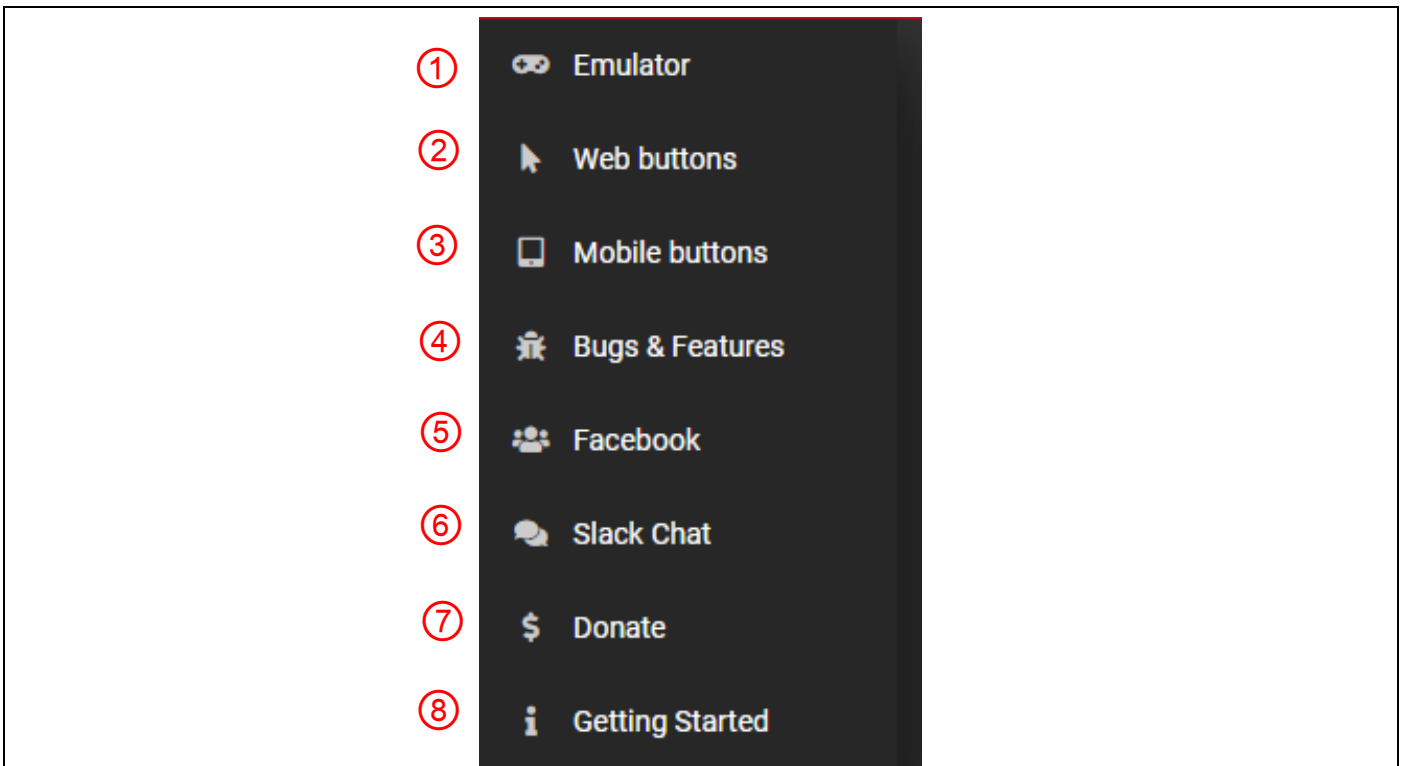 ① Emulator
② Web buttons
③ Mobile buttons
④ Bugs & Features
⑤ Facebook
⑥ Slack Chat
⑦ $ Donate
⑧ Getting Started